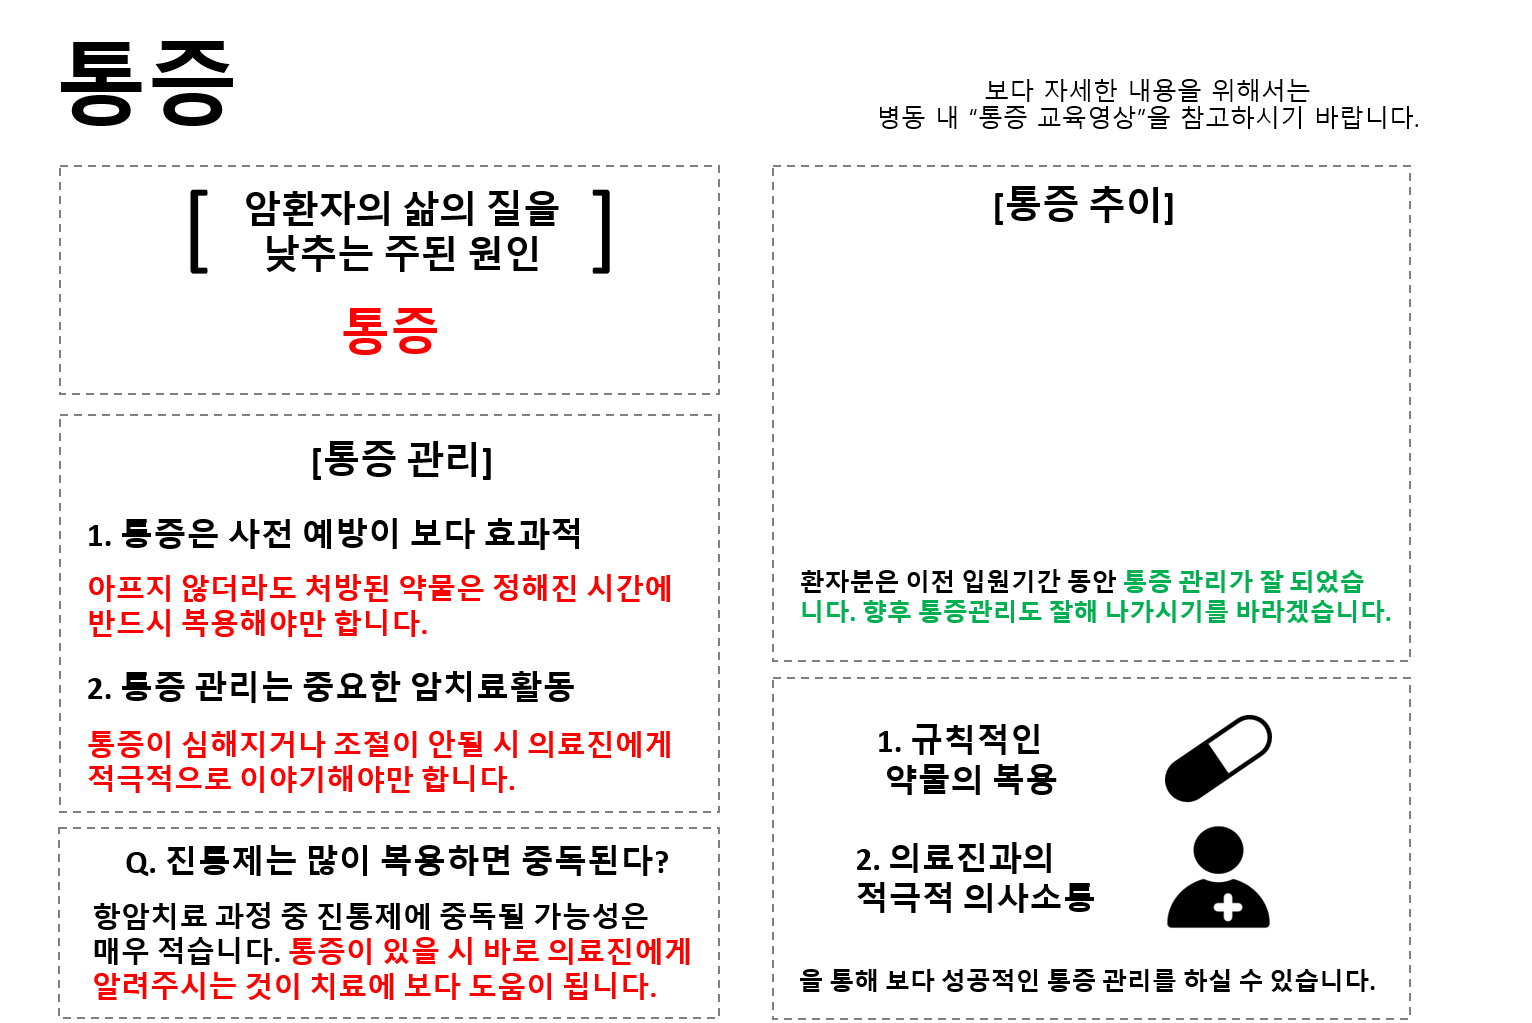 통증
보다 자세한 내용을 위해서는
병동 내 “통증 교육영상”을 참고하시기 바랍니다.
[ 암환자의 삶의 질을
낮추는 주된 원인 ]
통증
[통증 관리]
1. 통증은 사전 예방이 보다 효과적
아프지 않더라도 처방된 약물은 정해진 시간에
반드시 복용해야만 합니다.
2. 통증 관리는 중요한 암치료활동
통증이 심해지거나 조절이 안될 시 의료진에게
적극적으로 이야기해야만 합니다.
Q. 진통제는 많이 복용하면 중독된다?
항암치료 과정 중 진통제에 중독될 가능성은
매우 적습니다. 통증이 있을 시 바로 의료진에게
알려주시는 것이 치료에 보다 도움이 됩니다.
[통증 추이]
환자분은 이전 입원기간 동안 통증 관리가 잘 되었습
니다. 향후 통증관리도 잘해 나가시기를 바라겠습니다.
1. 규칙적인
약물의 복용
2. 의료진과의
적극적 의사소통
을 통해 보다 성공적인 통증 관리를 하실 수 있습니다.